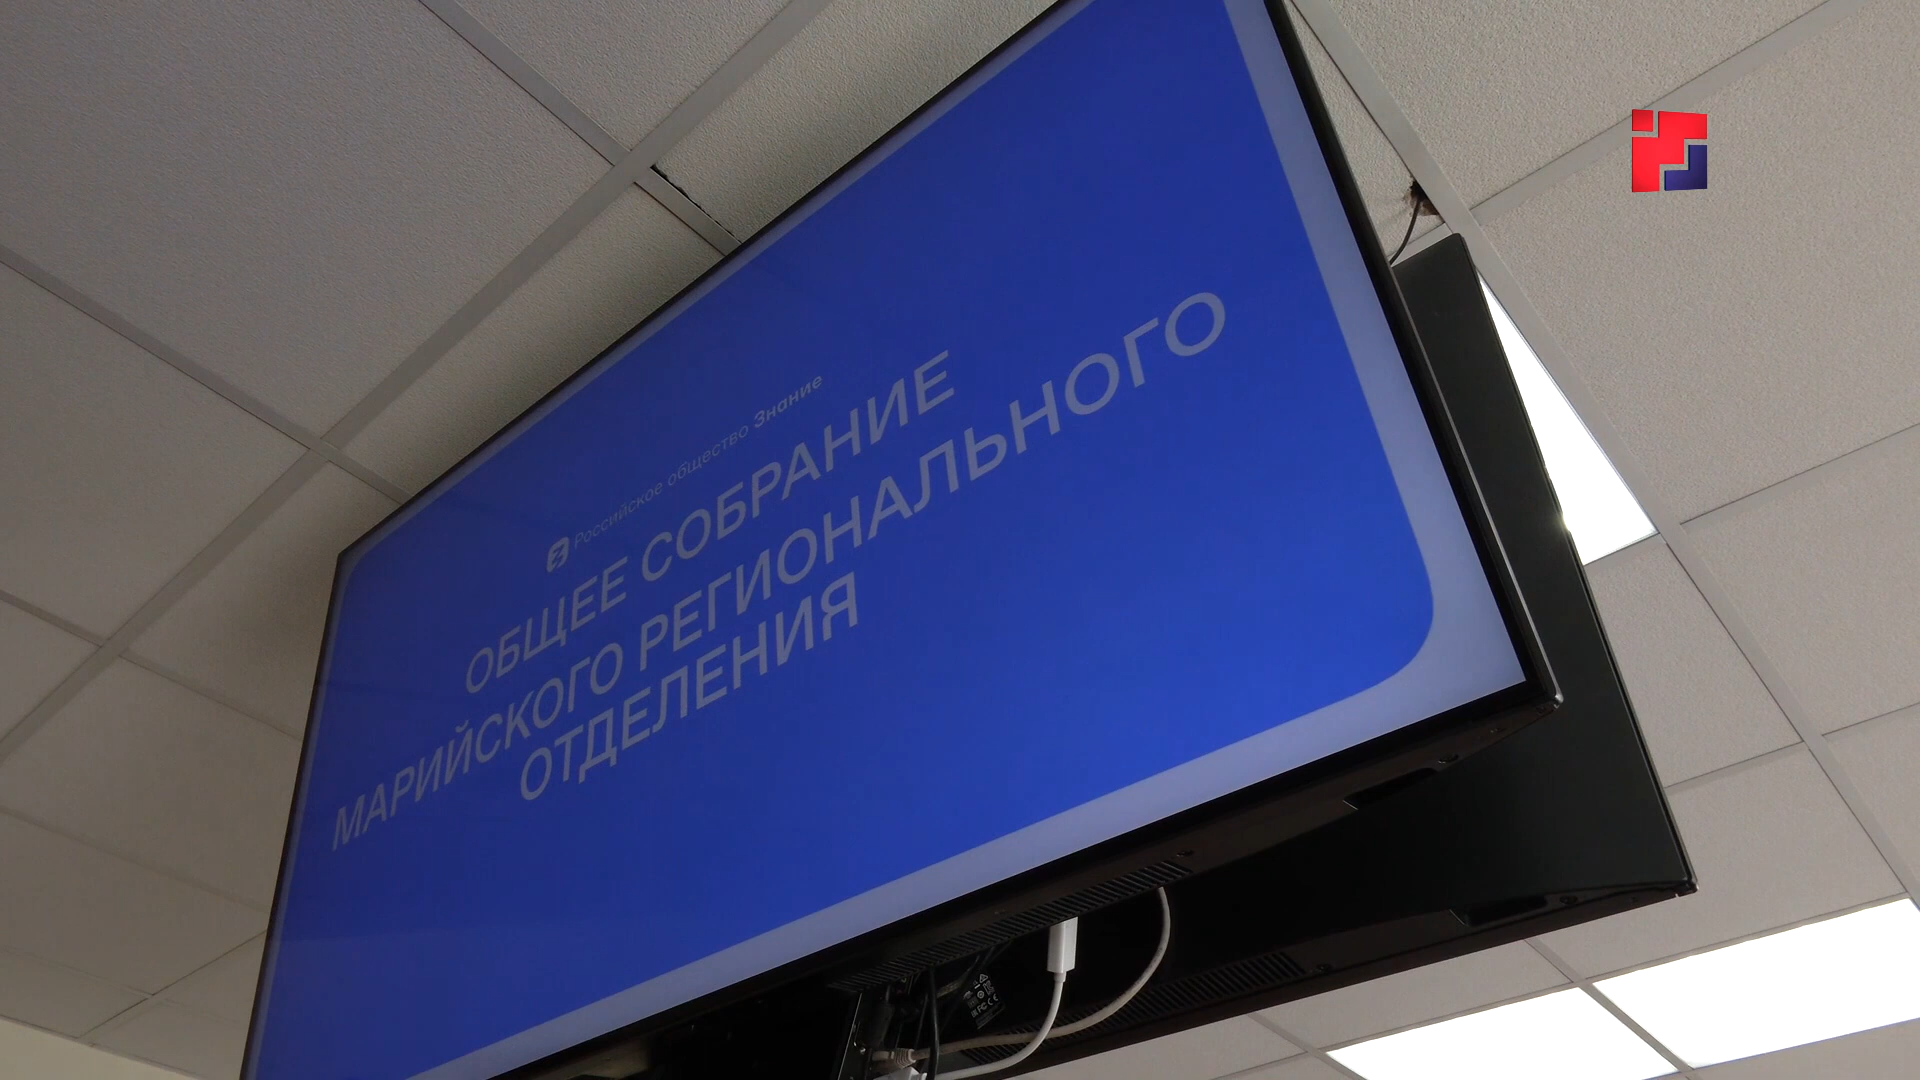 Российское общество Знание
ОБЩЕЕ СОБРАНИЕ
МАРИЙСКОГО РЕГИОНАЛЬНОГО
ОТДЕЛЕНИЯ